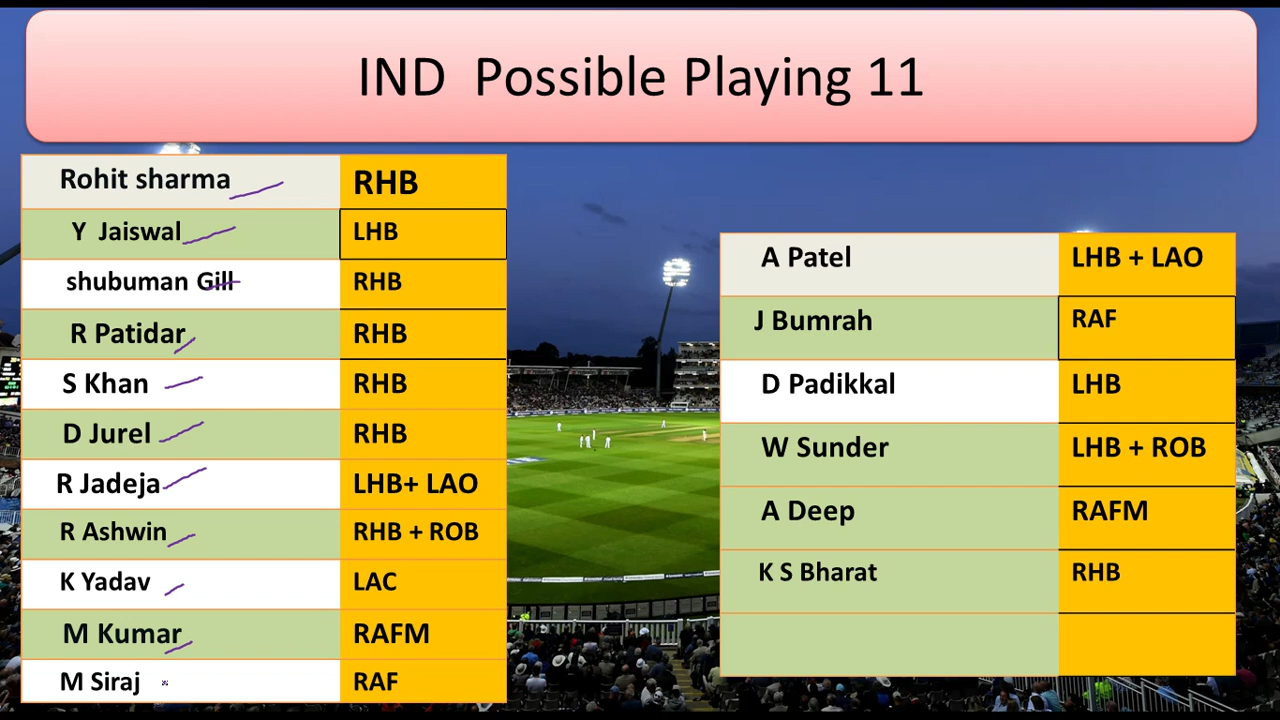 IND Possible Playing 11
Rohit sharma RHB
Y Jaiswal LHB
shubuman Gill RHB
R Patidar RHB
S Khan RHB
D Jurel RHB
R Jadeja LHB+ LAO
R Ashwin RHB + ROB
K Yadav LAC
M Kumar RAFM
M Siraj RAF
A Patel LHB + LAO
J Bumrah RAF
D Padikkal LHB
W Sunder LHB + ROB
A Deep RAFM
K S Bharat RHB